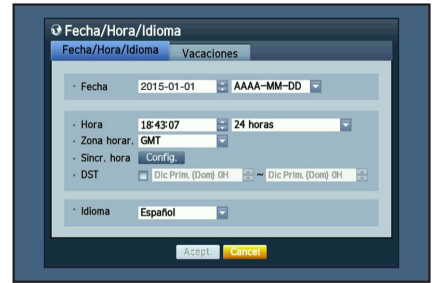 Fecha/Hora/Idioma
Fecha/Hora/Idioma Vacaciones
Fecha 2015-01-01 AAAA-MM-DD
Hora 18:43:07 24 horas
Zona horar. GMT
Sincr. hora Config.
DST Dic Prim. (Dom) 0H ~ Dic Prim. (Dom) 0H
Idioma Español
Acept. Cancel